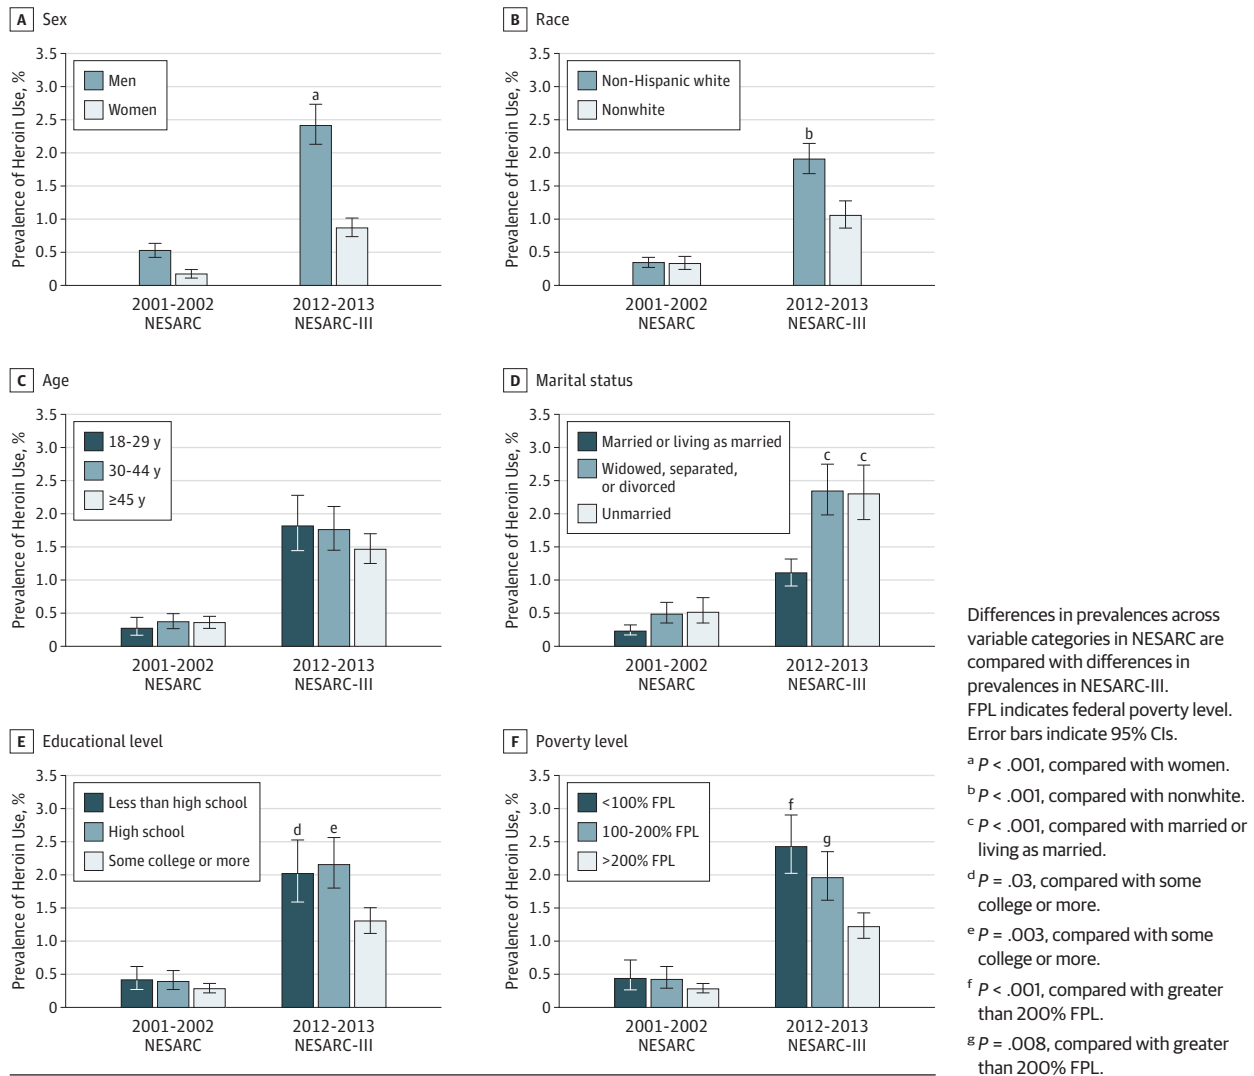 A Sex
Prevalence of Heroin Use, %
3.5
3.0
2.5
2.0
1.5
1.0
0.5
0
Men
Women
a
2001-2002
NESARC
2012-2013
NESARC-III
B Race
Prevalence of Heroin Use, %
3.5
3.0
2.5
2.0
1.5
1.0
0.5
0
Non-Hispanic white
Nonwhite
b
2001-2002
NESARC
2012-2013
NESARC-III
C Age
Prevalence of Heroin Use, %
3.5
3.0
2.5
2.0
1.5
1.0
0.5
0
18-29 y
30-44 y
≥45 y
2001-2002
NESARC
2012-2013
NESARC-III
D Marital status
Prevalence of Heroin Use, %
3.5
3.0
2.5
2.0
1.5
1.0
0.5
0
Married or living as married
Widowed, separated,
or divorced
Unmarried
c c
2001-2002
NESARC
2012-2013
NESARC-III
E Educational level
Prevalence of Heroin Use, %
3.5
3.0
2.5
2.0
1.5
1.0
0.5
0
Less than high school
High school
Some college or more
d e
2001-2002
NESARC
2012-2013
NESARC-III
F Poverty level
Prevalence of Heroin Use, %
3.5
3.0
2.5
2.0
1.5
1.0
0.5
0
<100% FPL
100-200% FPL
>200% FPL
f
g
2001-2002
NESARC
2012-2013
NESARC-III
Differences in prevalences across
variable categories in NESARC are
compared with differences in
prevalences in NESARC-III.
FPL indicates federal poverty level.
Error bars indicate 95% CIs.
a P < .001, compared with women.
b P < .001, compared with nonwhite.
c P < .001, compared with married or
living as married.
d P = .03, compared with some
college or more.
e P = .003, compared with some
college or more.
f P < .001, compared with greater
than 200% FPL.
g P = .008, compared with greater
than 200% FPL.